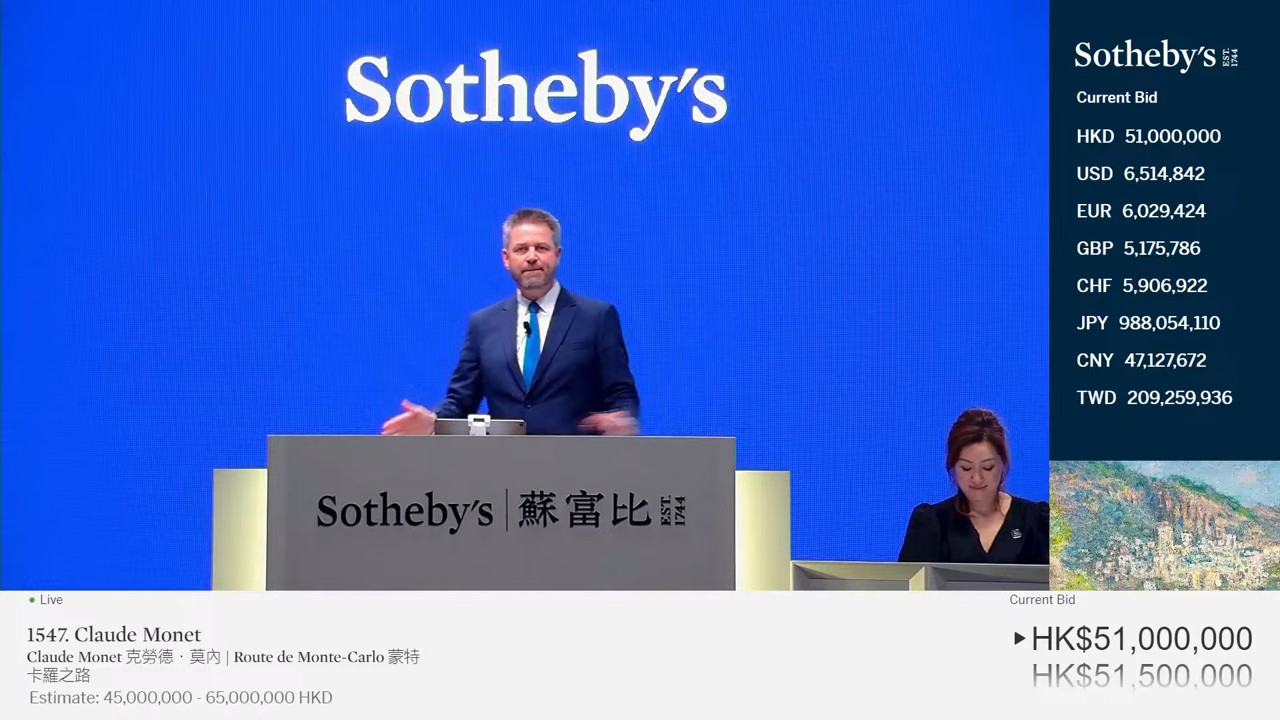 Sotheby's
Sotheby's EST. 1744
Current Bid
HKD 51,000,000
USD 6,514,842
EUR 6,029,424
GBP 5,175,786
CHF 5,906,922
JPY 988,054,110
CNY 47,127,672
TWD 209,259,936
Sotheby's | 蘇富比 EST. 1744
Live
Current Bid
1547. Claude Monet
HK$51,000,000
Claude Monet 克勞德·莫內 | Route de Monte-Carlo 蒙特
卡羅之路
HK$51,500,000
Estimate: 45,000,000 - 65,000,000 HKD